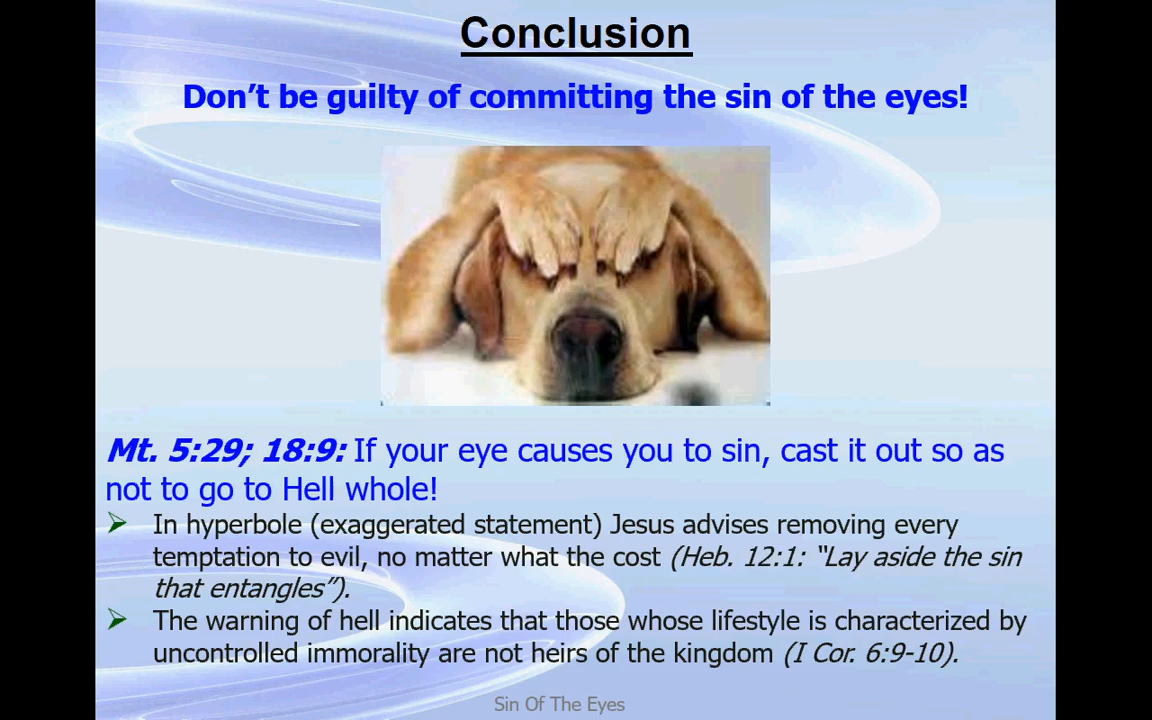 Conclusion
Don’t be guilty of committing the sin of the eyes!
Mt. 5:29; 18:9: If your eye causes you to sin, cast it out so as
not to go to Hell whole!
In hyperbole (exaggerated statement) Jesus advises removing every
temptation to evil, no matter what the cost (Heb. 12:1: “Lay aside the sin
that entangles”).
The warning of hell indicates that those whose lifestyle is characterized by
uncontrolled immorality are not heirs of the kingdom (I Cor. 6:9-10).
Sin Of The Eyes